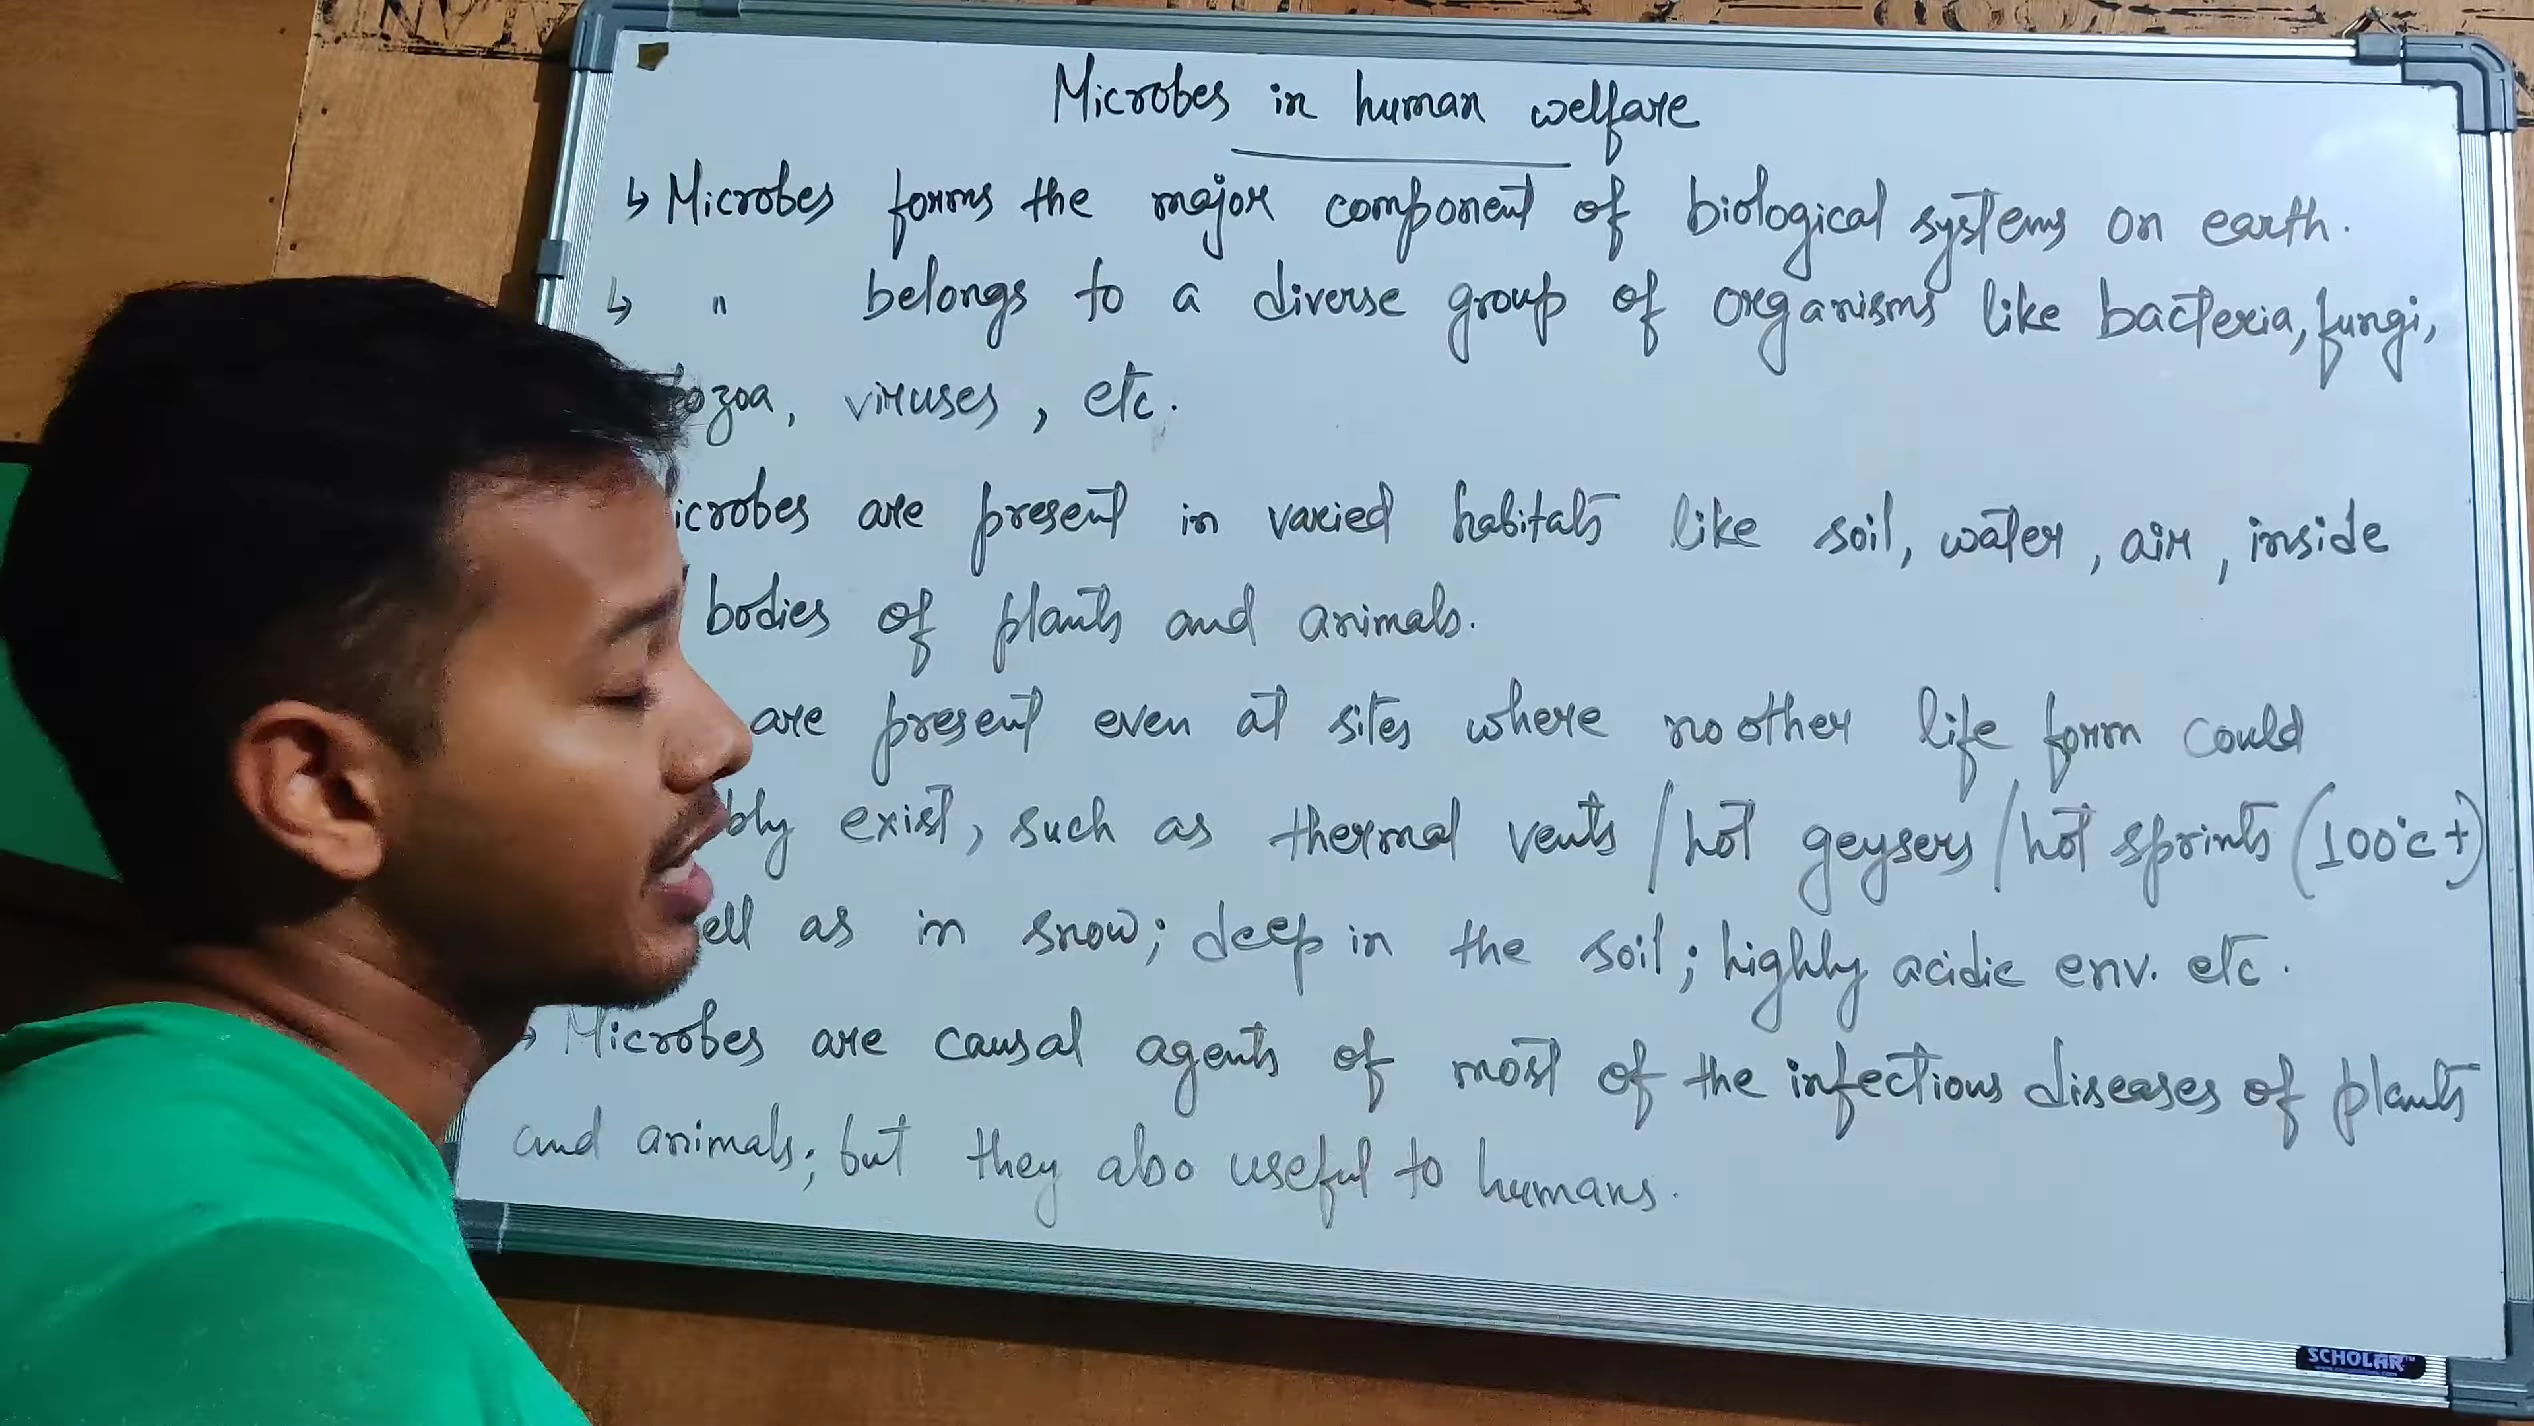 Microbes in human welfare
↳ Microbes forms the major component of biological systems on earth.
↳ " belongs to a diverse group of organisms like bacteria, fungi,
ozoa, viruses, etc.
icrobes are present in varied habitats like soil, water, air, inside
bodies of plants and animals.
are present even at sites where no other life form could
bly exist, such as thermal vents / hot geysers / hot sprints (100°c+)
ell as in snow; deep in the soil; highly acidic env. etc.
→ Microbes are causal agents of most of the infectious diseases of plants
and animals; but they also useful to humans.
SCHOLAR™